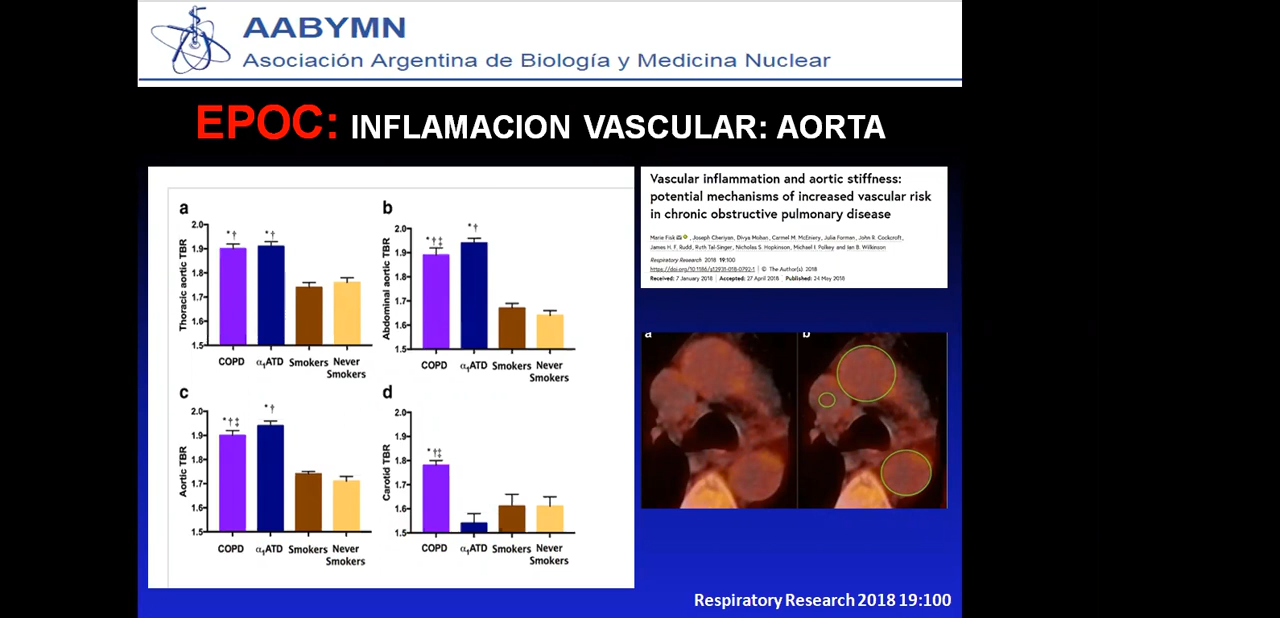 AABYMN
Asociación Argentina de Biología y Medicina Nuclear
EPOC: INFLAMACION VASCULAR: AORTA
a
2.0
1.9
1.8
1.7
1.6
1.5
Thoracic aortic TBR
*†
*†
COPD
α₁ATD
Smokers
Never
Smokers
b
2.0
1.9
1.8
1.7
1.6
1.5
Abdominal aortic TBR
*†‡
*†
COPD
α₁ATD
Smokers
Never
Smokers
c
2.0
1.9
1.8
1.7
1.6
1.5
Aortic TBR
*†‡
*†
COPD
α₁ATD
Smokers
Never
Smokers
d
2.0
1.9
1.8
1.7
1.6
1.5
Carotid TBR
*†‡
COPD
α₁ATD
Smokers
Never
Smokers
Vascular inflammation and aortic stiffness:
potential mechanisms of increased vascular risk
in chronic obstructive pulmonary disease
Marie Fisk, Joseph Cheriyan, Divya Mohan, Carmel M. McEniery, Julia Forman, John R. Cockcroft,
James H. F. Rudd, Ruth Tal-Singer, Nicholas S. Hopkinson, Michael I. Polkey and Ian B. Wilkinson
Respiratory Research 2018 19:100
https://doi.org/10.1186/s12931-018-0792-1 | © The Author(s). 2018
Received: 7 January 2018 | Accepted: 27 April 2018 | Published: 24 May 2018
a
b
Respiratory Research 2018 19:100